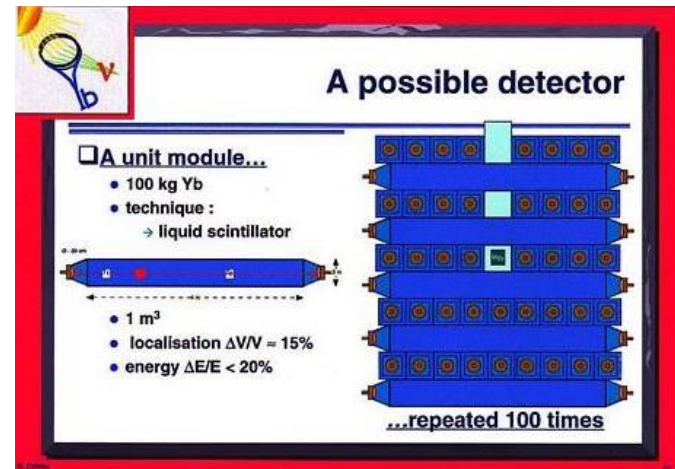 A possible detector
A unit module...
100 kg Yb
technique :
→ liquid scintillator
1 m³
localisation ΔV/V ≈ 15%
energy ΔE/E < 20%
...repeated 100 times